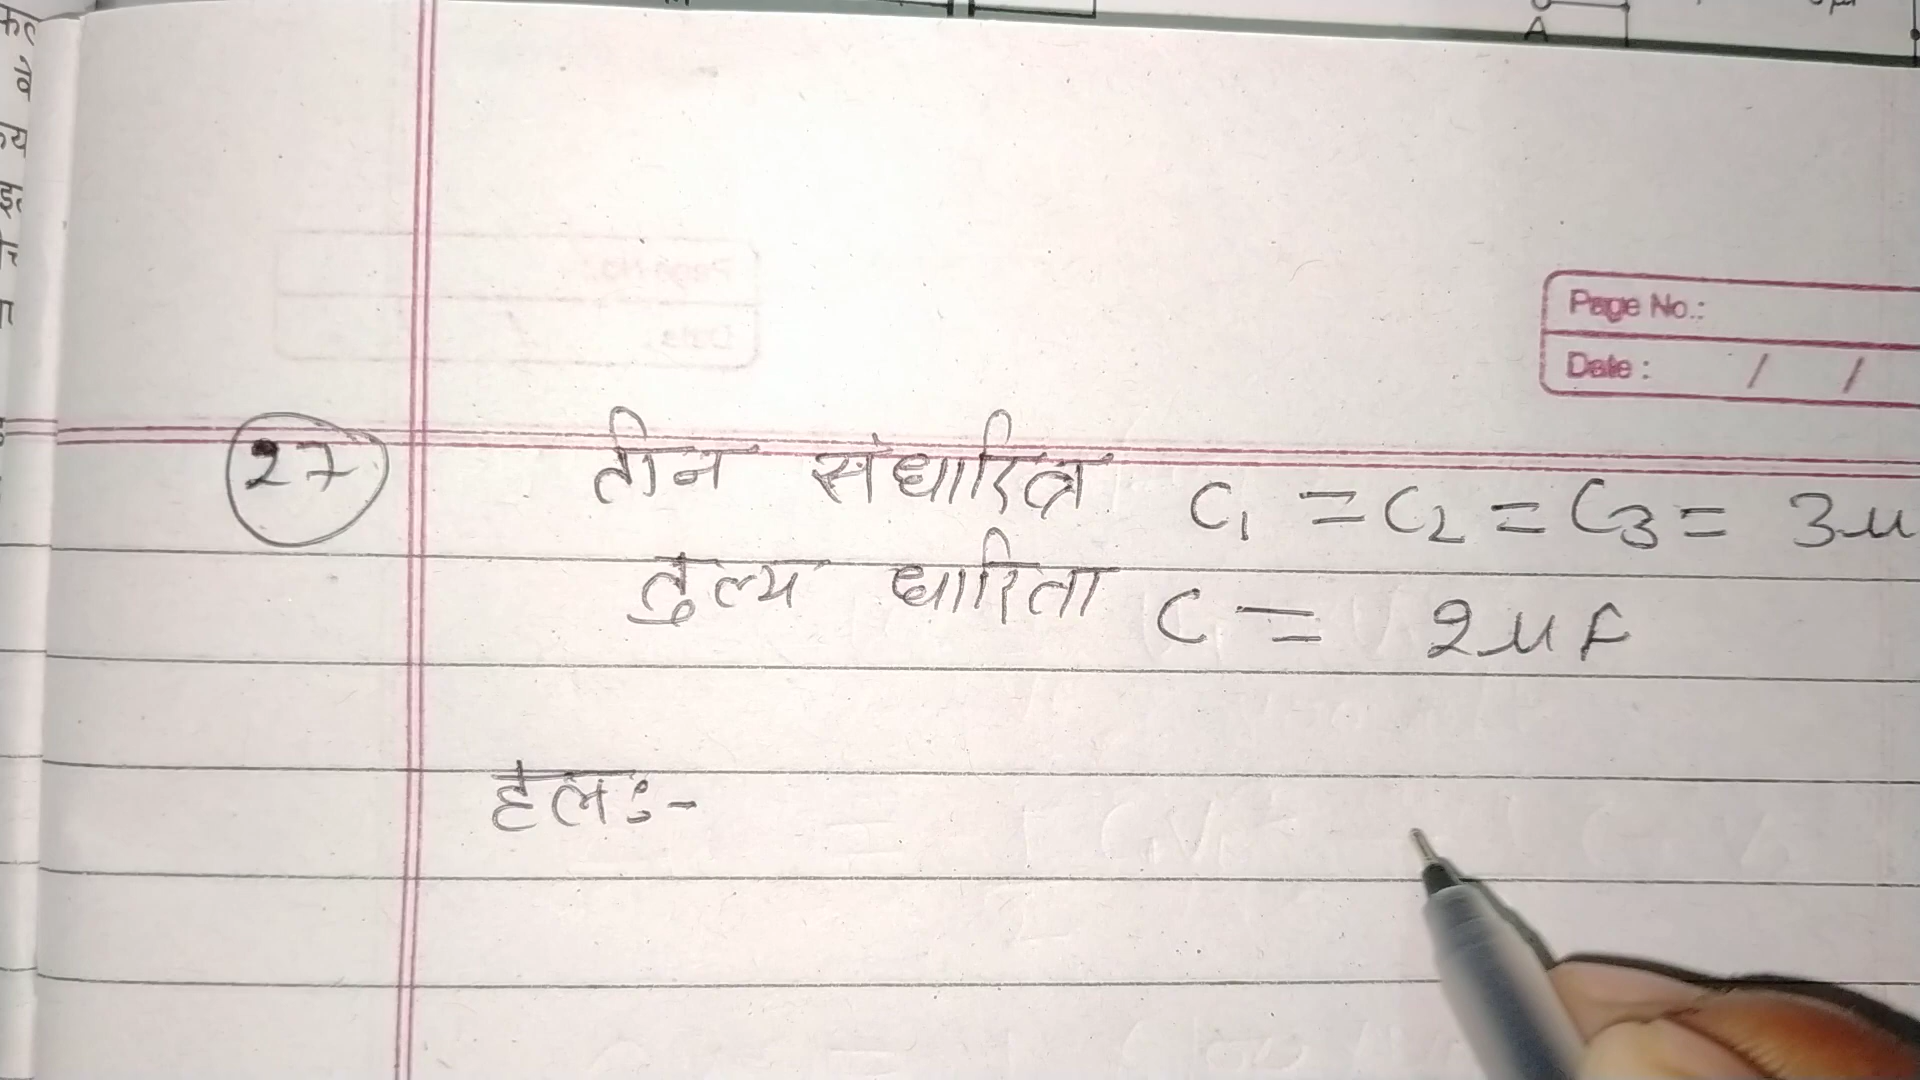 A
Page No.:
Date: / /
27 तीन संधारित्र C1 = C2 = C3 = 3μ
तुल्य धारिता C = 2μF
हलः-